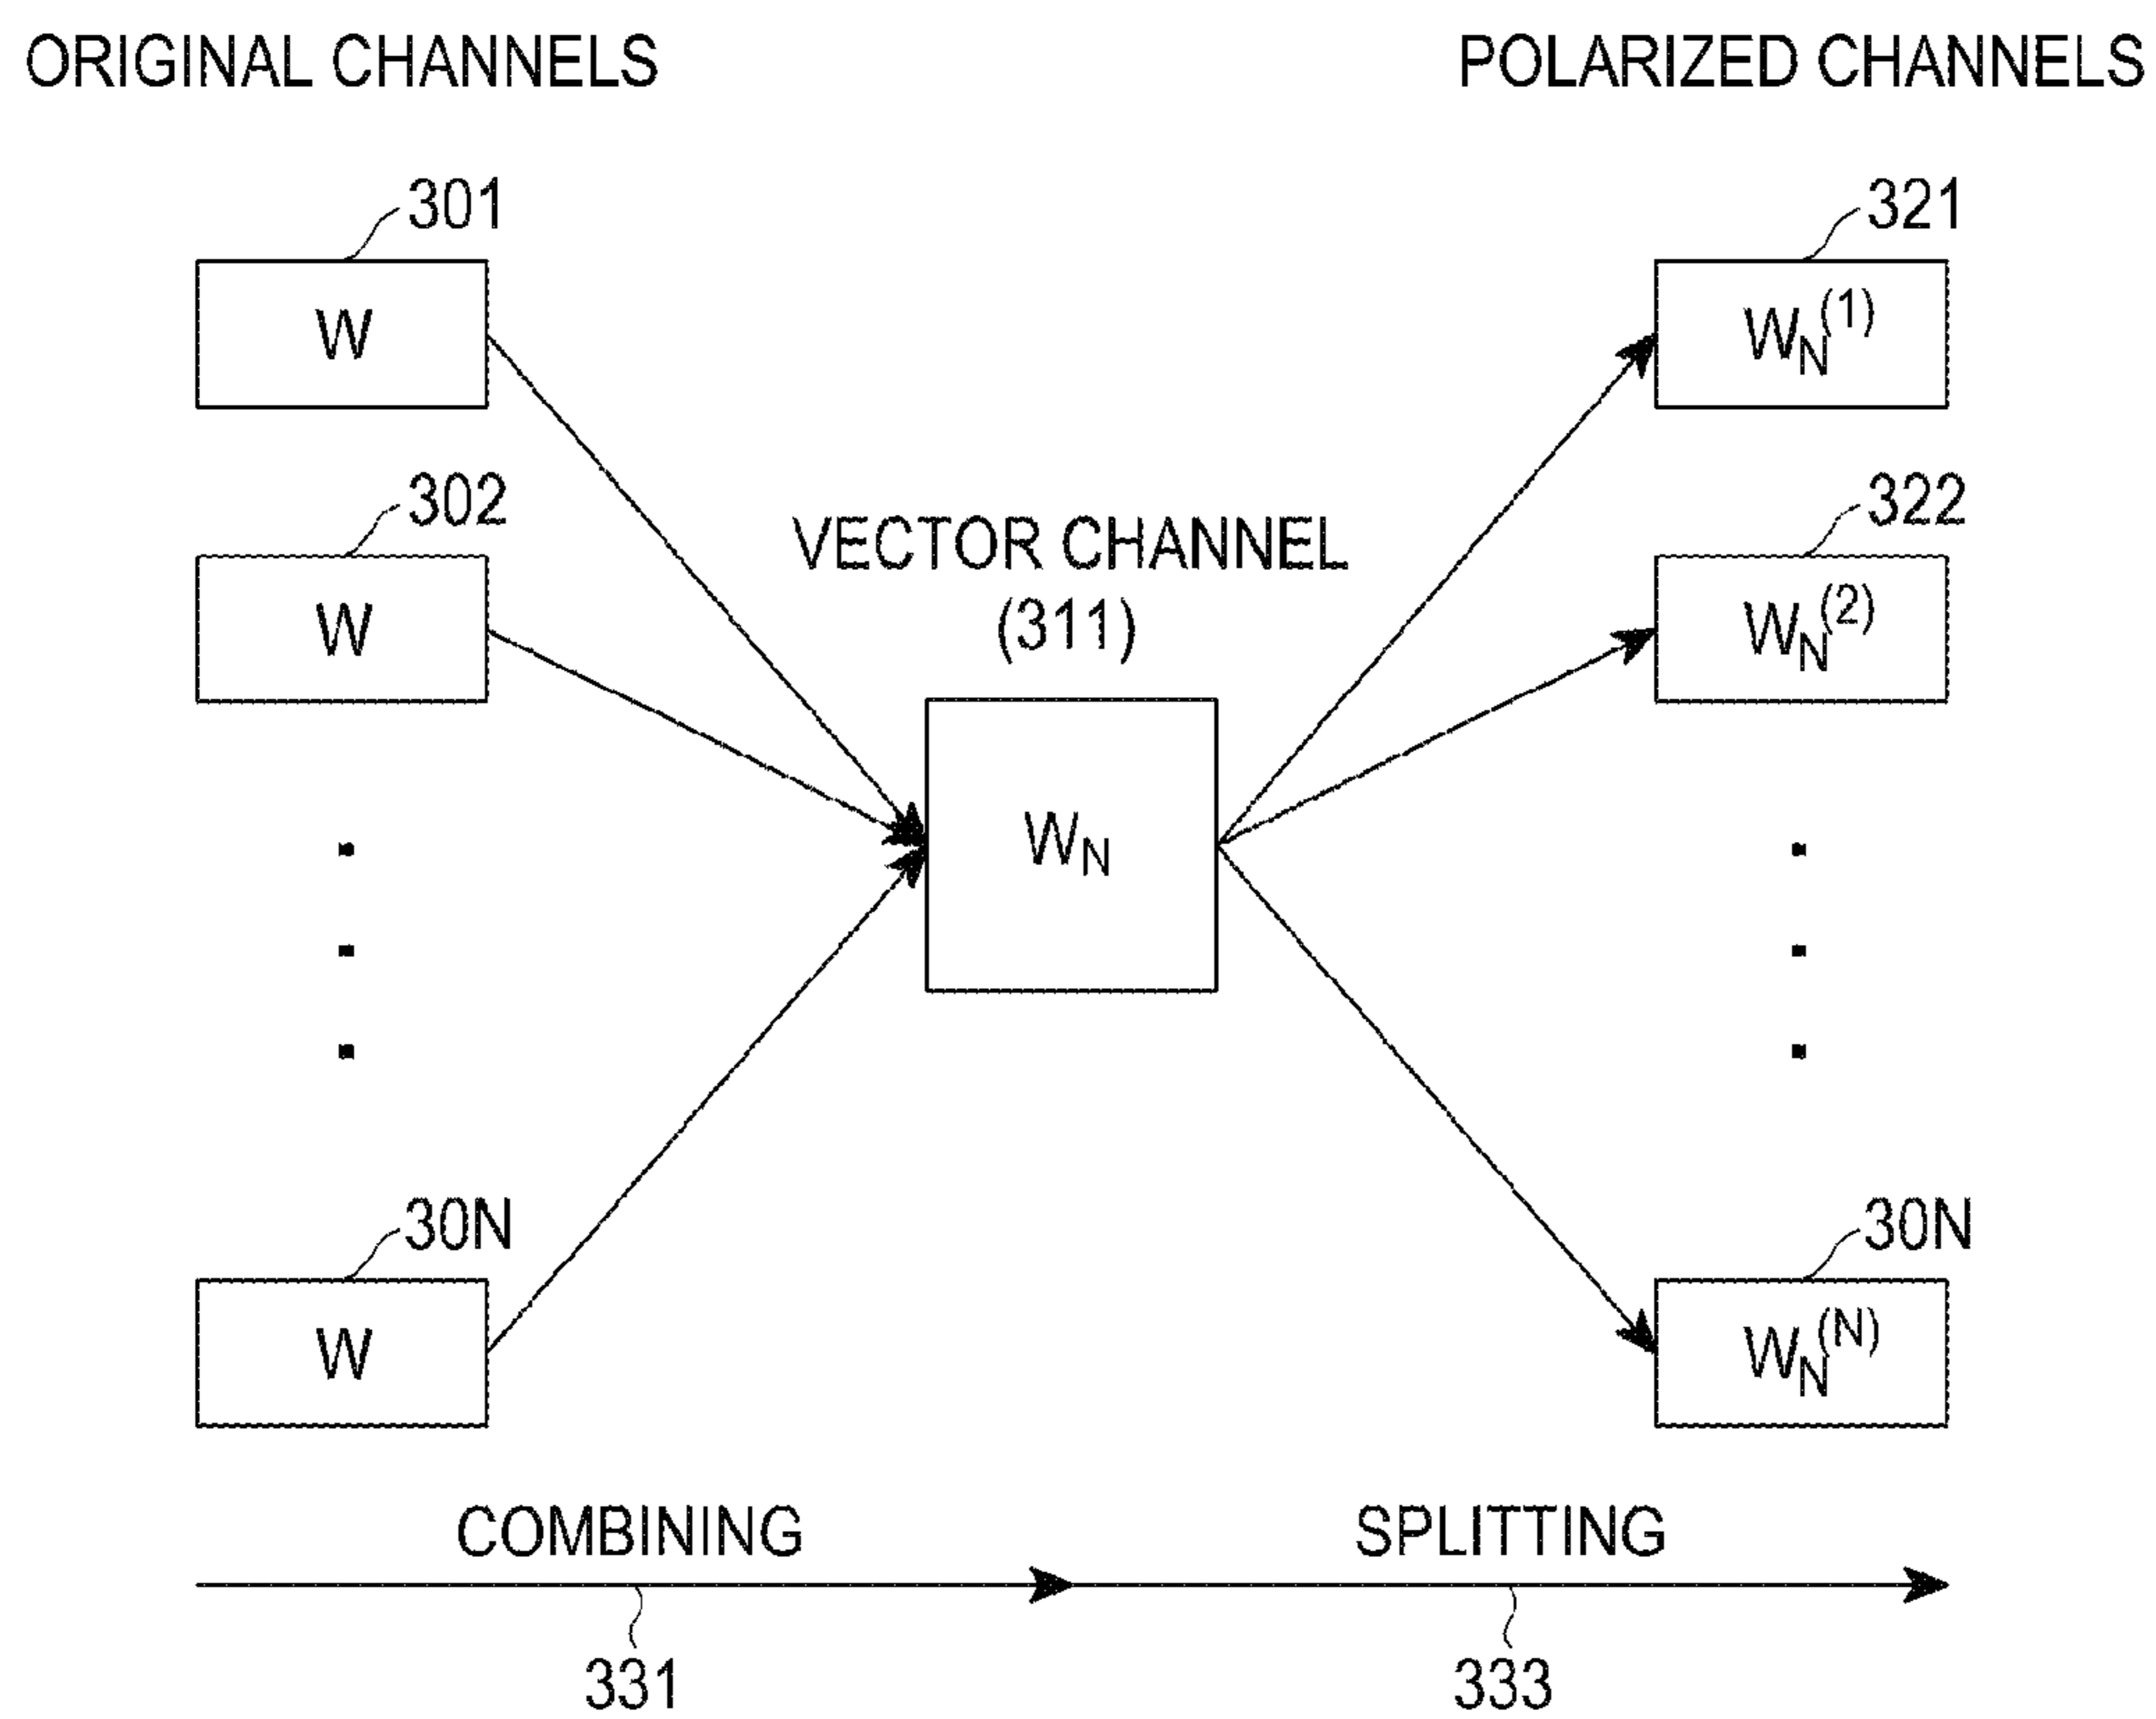 ORIGINAL CHANNELS
POLARIZED CHANNELS
301
321
W
W_N^(1)
302
322
W
VECTOR CHANNEL
(311)
W_N^(2)
W_N
30N
30N
W
W_N^(N)
COMBINING
SPLITTING
331
333